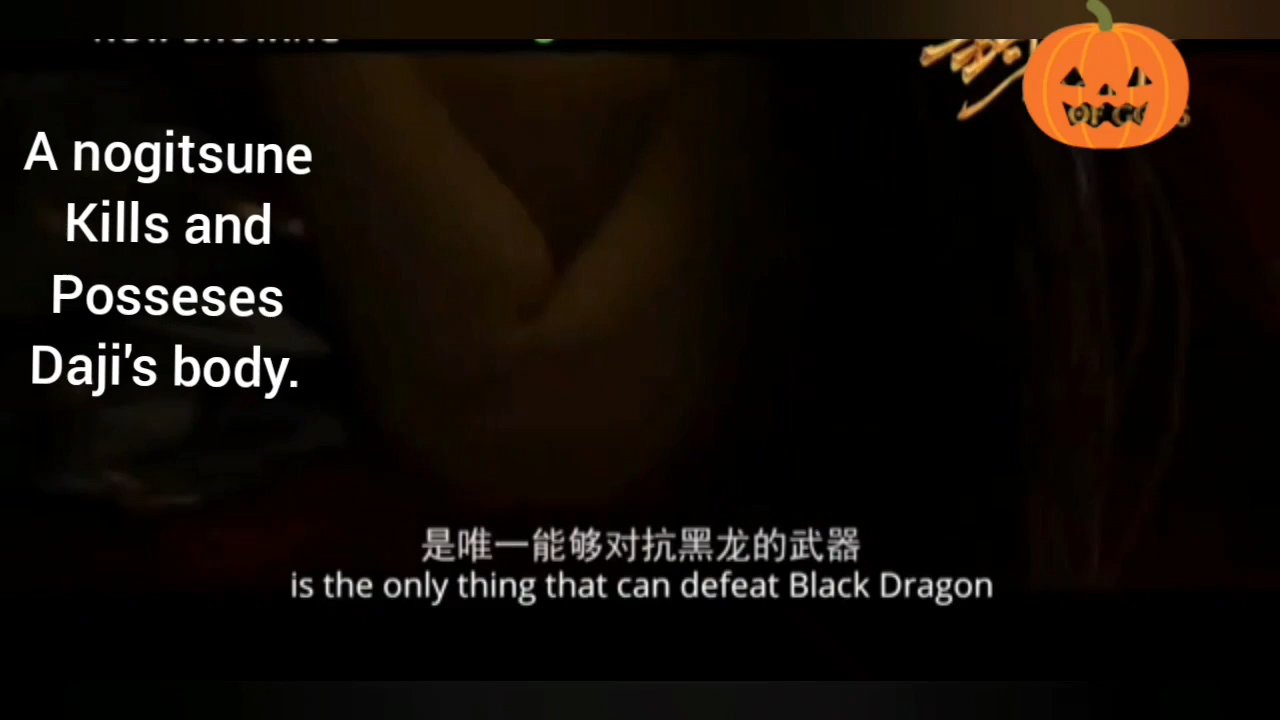 A nogitsune
Kills and
Posseses
Daji's body.
是唯一能够对抗黑龙的武器
is the only thing that can defeat Black Dragon